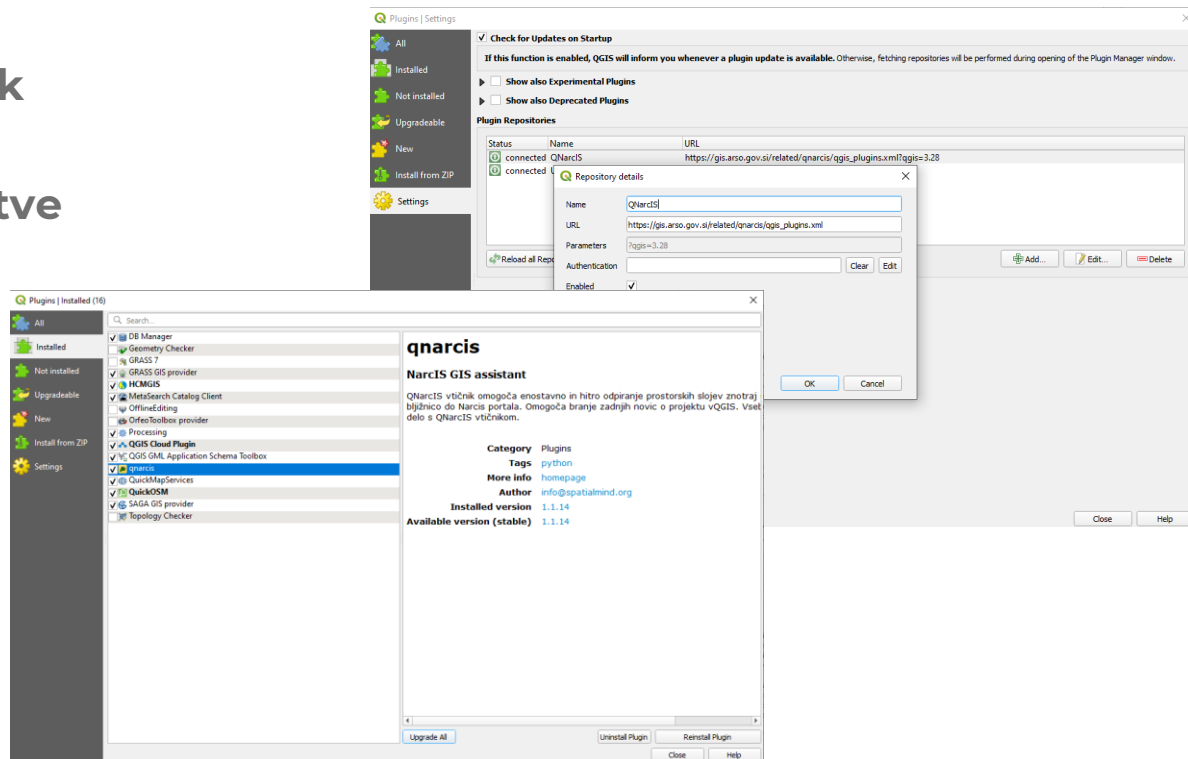 k
tve
Plugins | Settings
All
Installed
Not installed
Upgradeable
New
Install from ZIP
Settings
Check for Updates on Startup
If this function is enabled, QGIS will inform you whenever a plugin update is available. Otherwise, fetching repositories will be performed during opening of the Plugin Manager window.
Show also Experimental Plugins
Show also Deprecated Plugins
Plugin Repositories
Status Name URL
connected QNarcIS https://gis.arso.gov.si/related/qnarcis/qgis_plugins.xml?qgis=3.28
connected
Reload all Repo
Add... Edit... Delete
Repository details
Name QNarcIS
URL https://gis.arso.gov.si/related/qnarcis/qgis_plugins.xml
Parameters ?qgis=3.28
Authentication Clear Edit
Enabled
OK Cancel
Close Help
Plugins | Installed (16)
All
Installed
Not installed
Upgradeable
New
Install from ZIP
Settings
Search...
DB Manager
Geometry Checker
GRASS 7
GRASS GIS provider
HCMGIS
MetaSearch Catalog Client
OfflineEditing
OrfeoToolbox provider
Processing
QGIS Cloud Plugin
QGIS GML Application Schema Toolbox
qnarcis
QuickMapServices
QuickOSM
SAGA GIS provider
Topology Checker
qnarcis
NarcIS GIS assistant
QNarcIS vtičnik omogoča enostavno in hitro odpiranje prostorskih slojev znotraj
bližnico do Narcis portala. Omogoča branje zadnjih novic o projektu vQGIS. Vseb
delo s QNarcIS vtičnikom.
Category Plugins
Tags python
More info homepage
Author info@spatialmind.org
Installed version 1.1.14
Available version (stable) 1.1.14
Upgrade All Uninstall Plugin Reinstall Plugin
Close Help